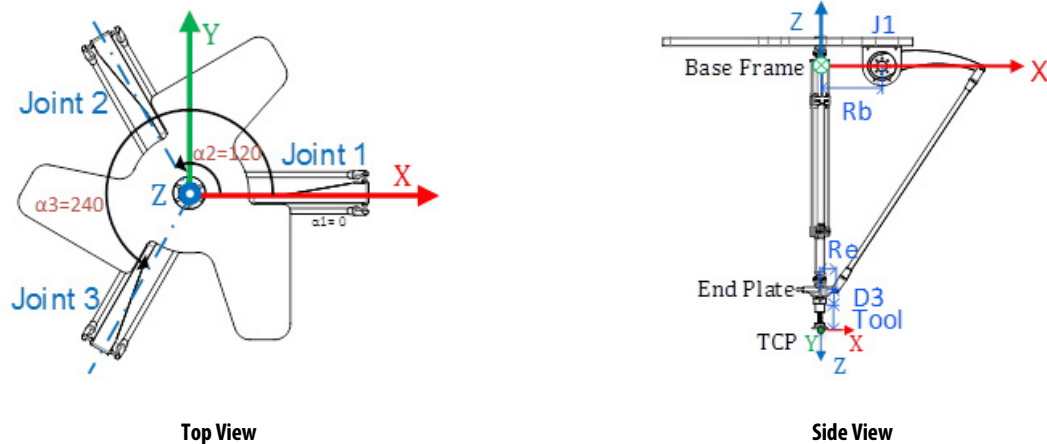 Y
Joint 2
α2=120
Joint 1
X
Z
α3=240
α1= 0
Joint 3
Top View
Z
J1
Base Frame
X
Rb
Re
End Plate
D3
Tool
TCP
Y
X
Z
Side View